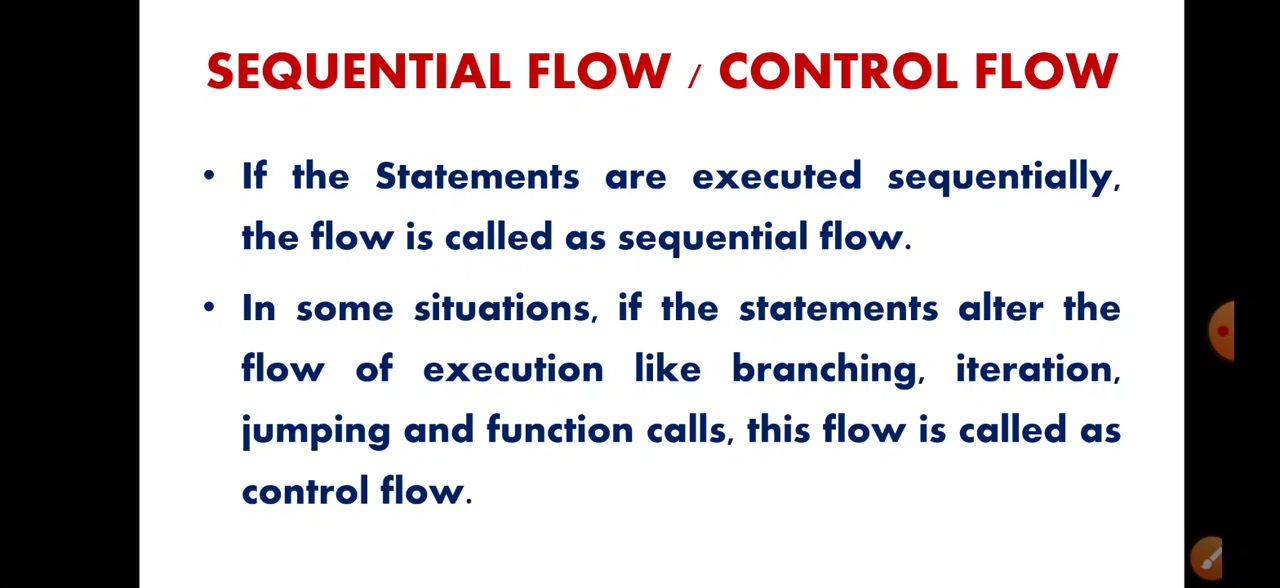 SEQUENTIAL FLOW / CONTROL FLOW
• If the Statements are executed sequentially,
the flow is called as sequential flow.
• In some situations, if the statements alter the
flow of execution like branching, iteration,
jumping and function calls, this flow is called as
control flow.